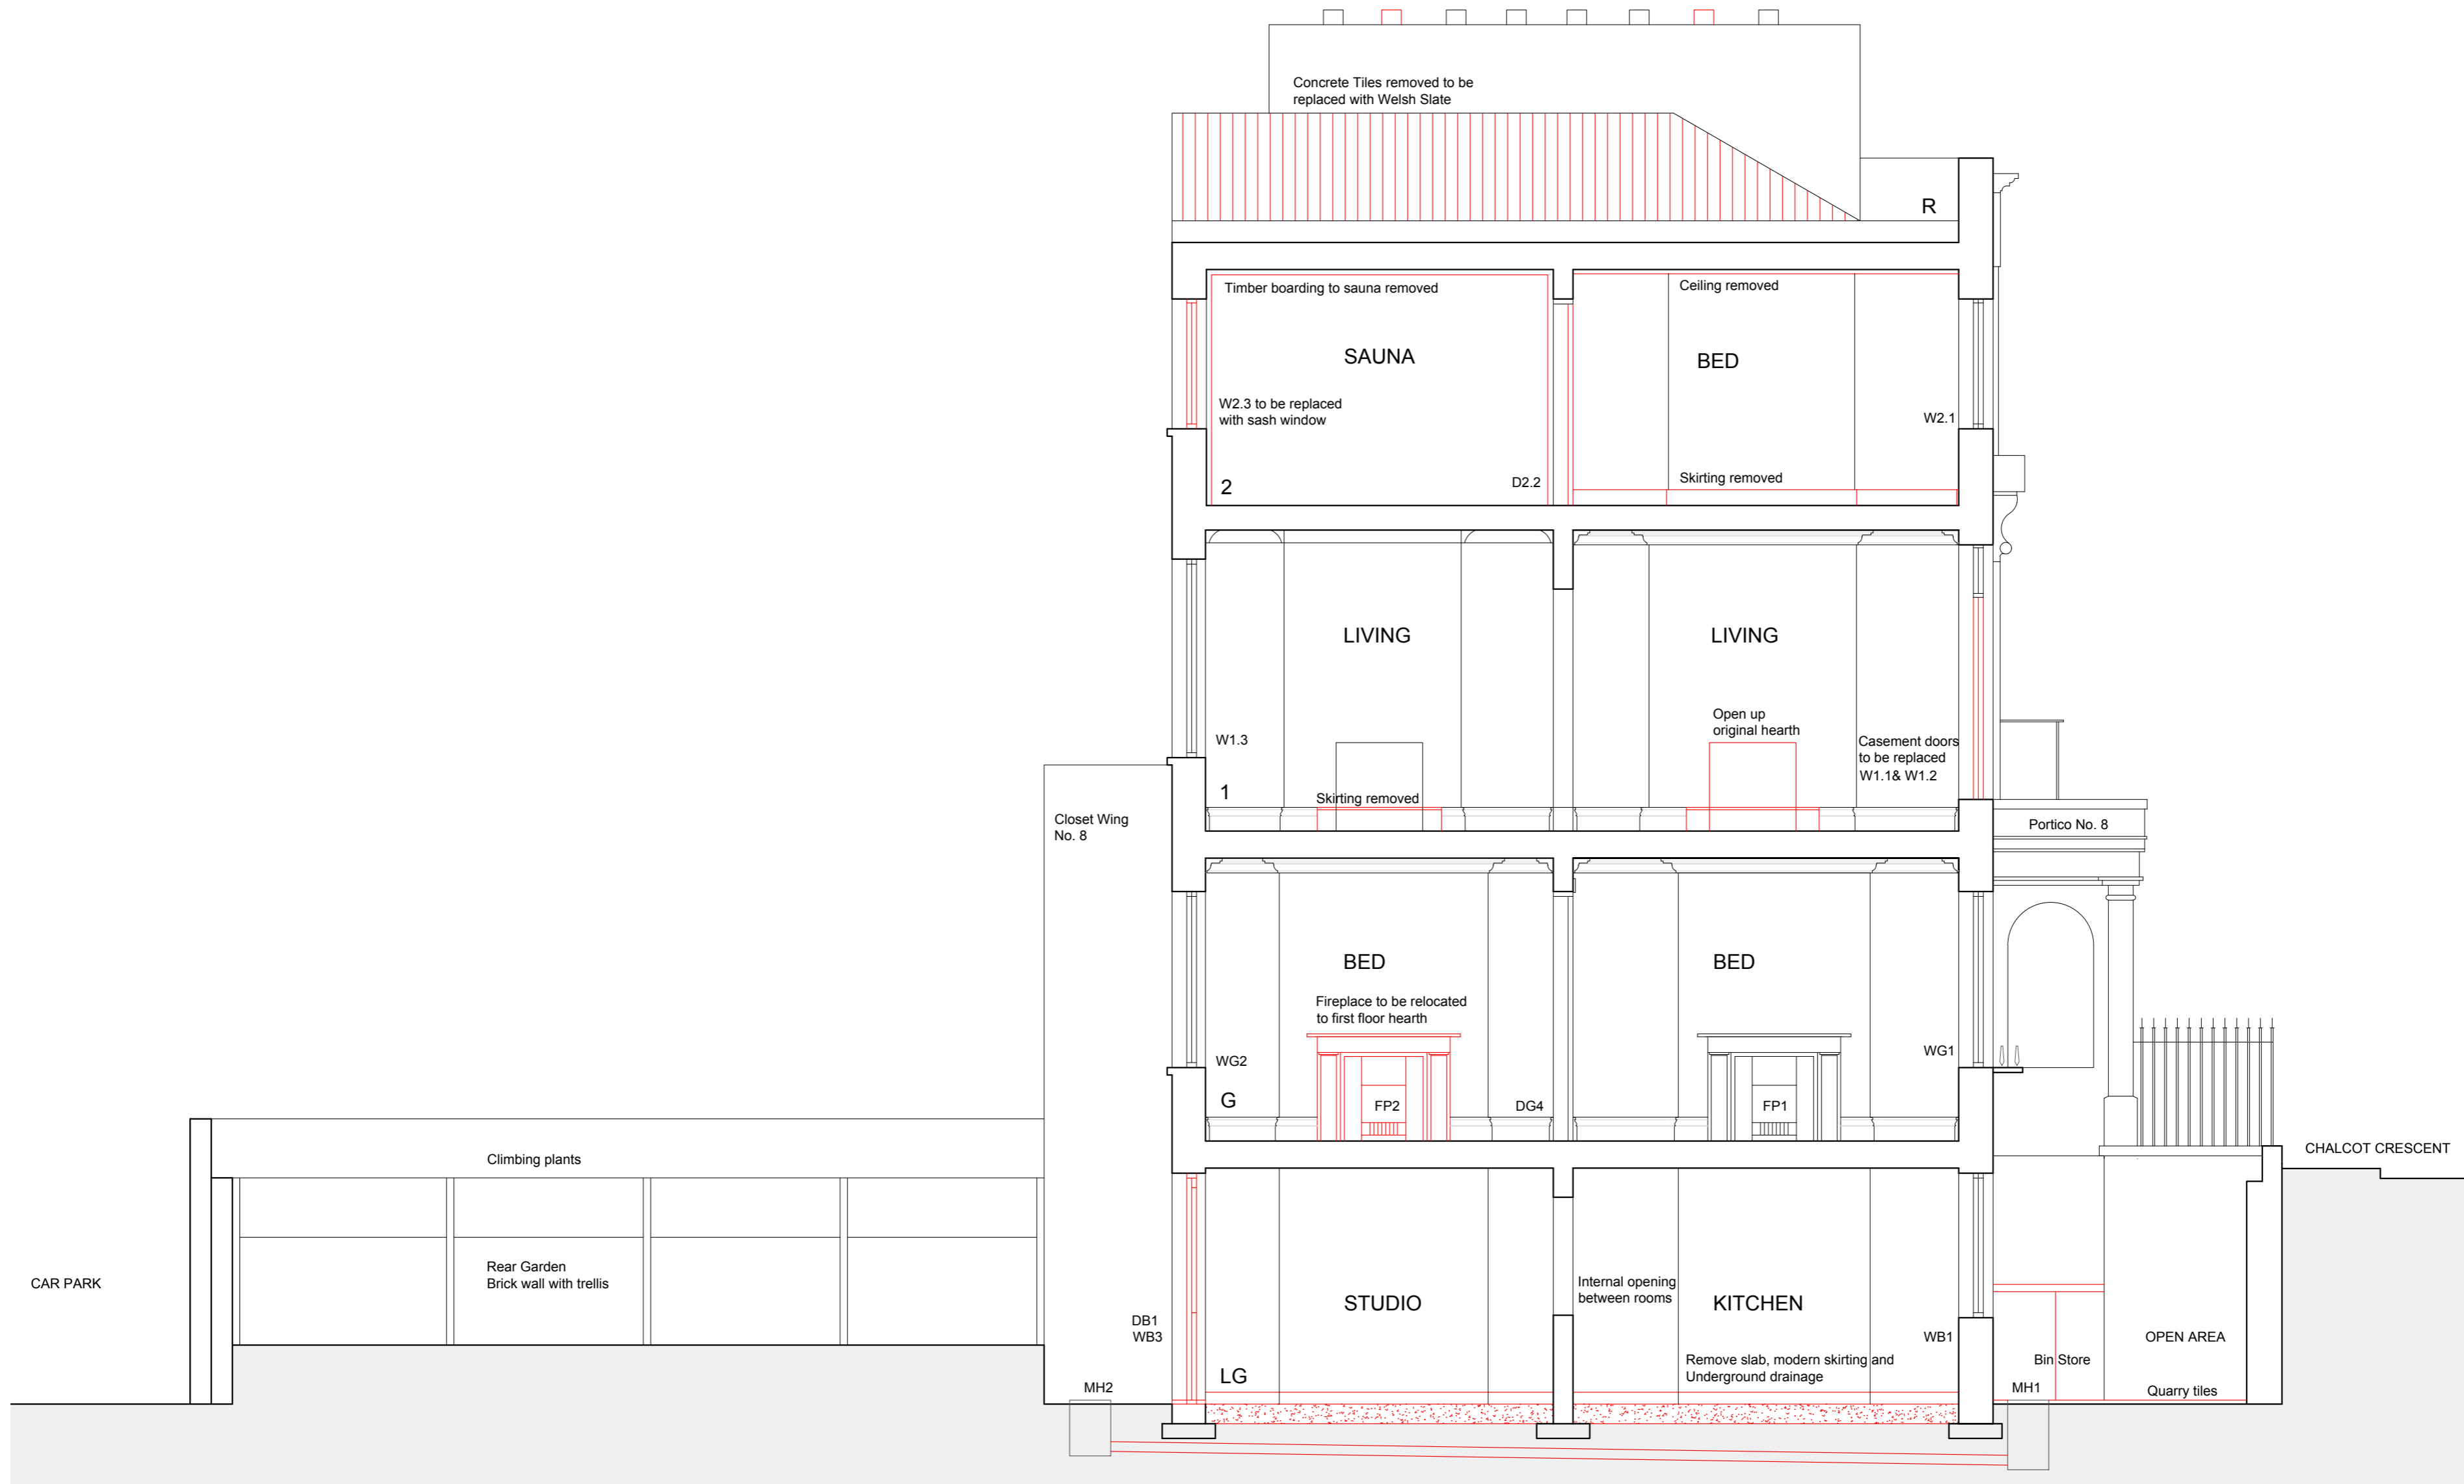 Concrete Tiles removed to be
replaced with Welsh Slate
R
Timber boarding to sauna removed
Ceiling removed
SAUNA
BED
W2.3 to be replaced
with sash window
W2.1
2
D2.2
Skirting removed
LIVING
LIVING
Open up
original hearth
W1.3
Casement doors
to be replaced
W1.1& W1.2
1
Skirting removed
Closet Wing
No. 8
Portico No. 8
BED
BED
Fireplace to be relocated
to first floor hearth
WG2
WG1
G
FP2
DG4
FP1
Climbing plants
CHALCOT CRESCENT
Rear Garden
Brick wall with trellis
CAR PARK
Internal opening
between rooms
STUDIO
KITCHEN
DB1
WB3
WB1
OPEN AREA
LG
Remove slab, modern skirting and
Underground drainage
Bin Store
MH2
MH1
Quarry tiles